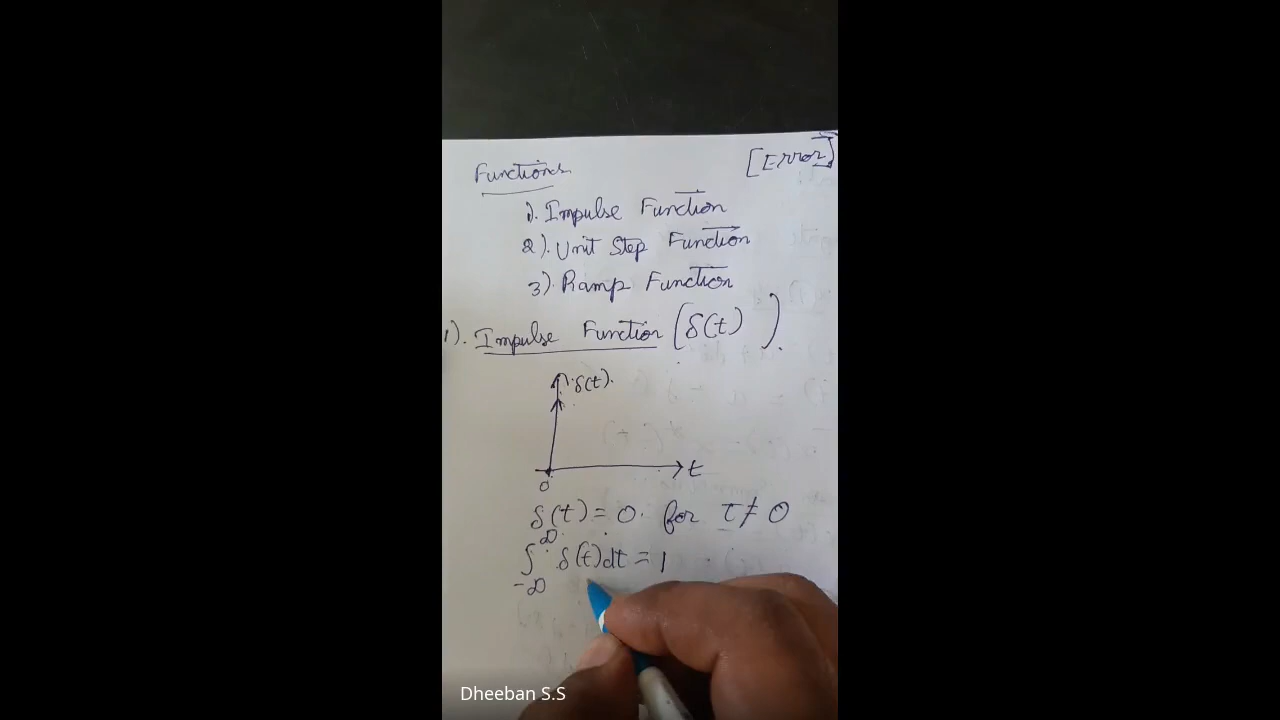 Functions
[Error]
1). Impulse Function
2). Unit Step Function
3). Ramp Function
1). Impulse Function (δ(t))
δ(t).
t
0
δ(t) = 0. for t ≠ 0
∫_{-∞}^{∞} δ(t)dt = 1
Dheeban S.S